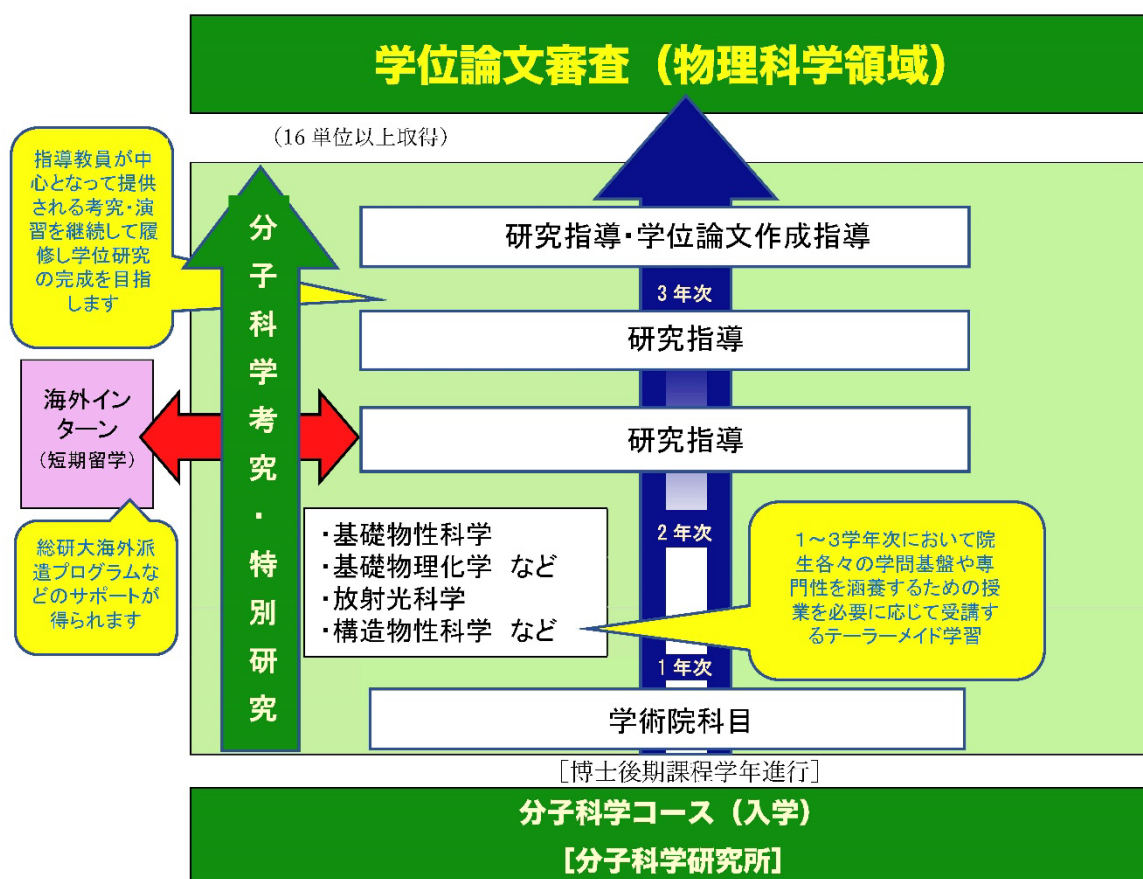 学位論文審査（物理科学領域）
（16 単位以上取得）
指導教員が中
心となって提供
される考究・演
習を継続して履
修し学位研究
の完成を目指
します
分子科学考究・特別研究
研究指導・学位論文作成指導
3 年次
研究指導
海外イン
ターン
（短期留学）
研究指導
総研大海外派
遣プログラムな
どのサポートが
得られます
・基礎物性科学
・基礎物理化学 など
・放射光科学
・構造物性科学 など
2 年次
1～3学年次において院
生各々の学問基盤や専
門性を涵養するための授
業を必要に応じて受講す
るテーラーメイド学習
1 年次
学術院科目
［博士後期課程学年進行］
分子科学コース（入学）
［分子科学研究所］